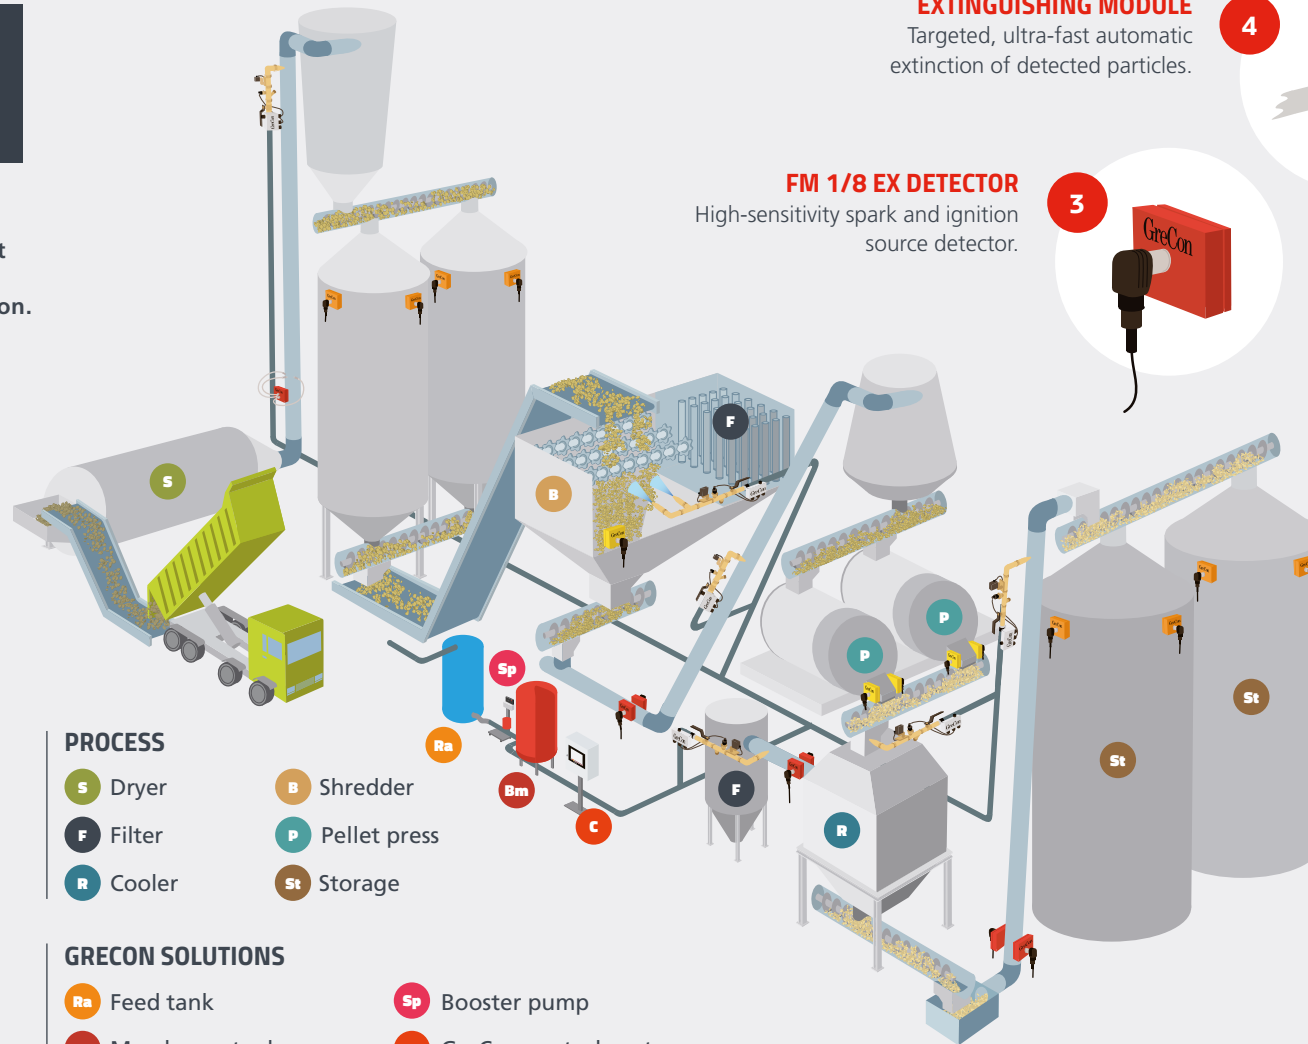 EXTINGUISHING MODULE
Targeted, ultra-fast automatic
extinction of detected particles.
4
FM 1/8 EX DETECTOR
High-sensitivity spark and ignition
source detector.
3
GreCon
t
on.
S
F
B
P
P
Sp
Ra
Bm
C
F
R
St
St
PROCESS
S Dryer
B Shredder
F Filter
P Pellet press
R Cooler
St Storage
GRECON SOLUTIONS
Ra Feed tank
Sp Booster pump